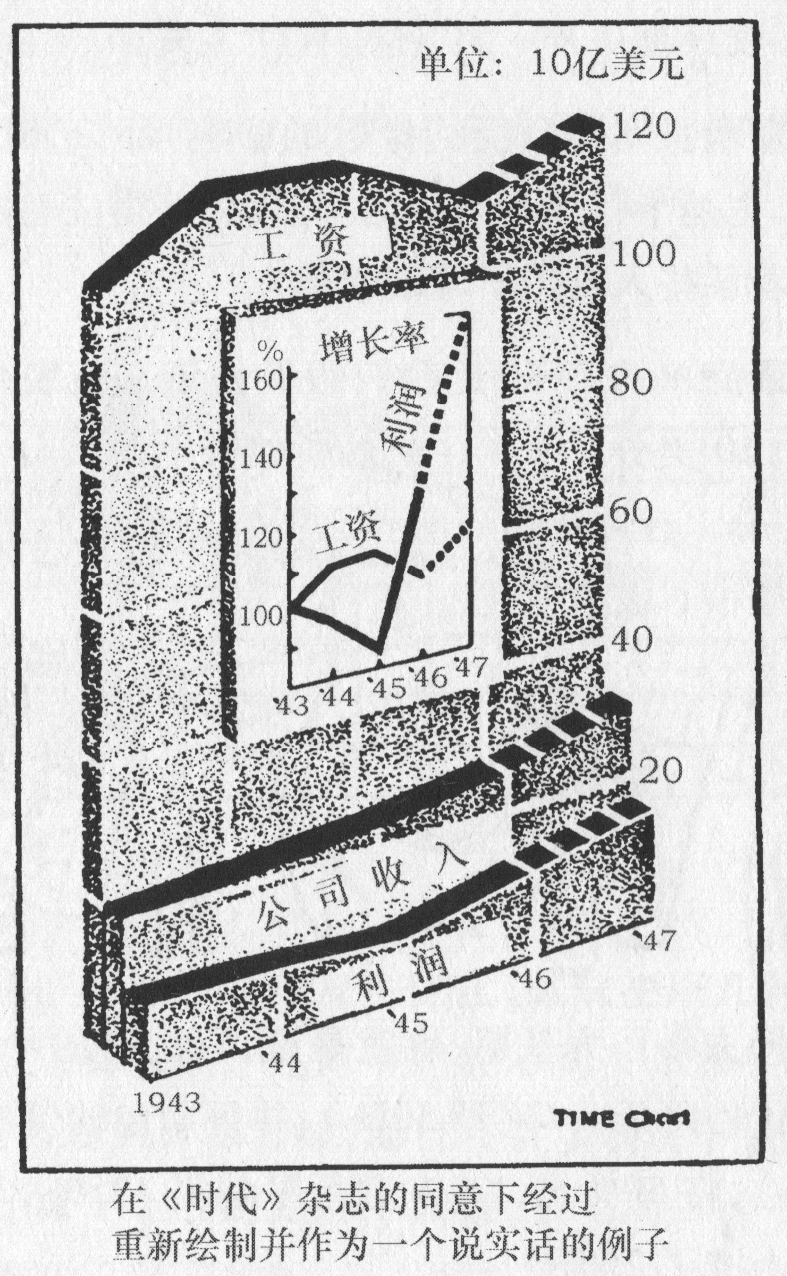 单位：10亿美元
120
工 资
100
% 增长率
160
利润
80
140
60
120
工资
100
40
'43 '44 '45 '46 '47
20
公 司 收 入
利 润
1943 '44 '45 '46 '47
TIME Chart
在《时代》杂志的同意下经过
重新绘制并作为一个说实话的例子